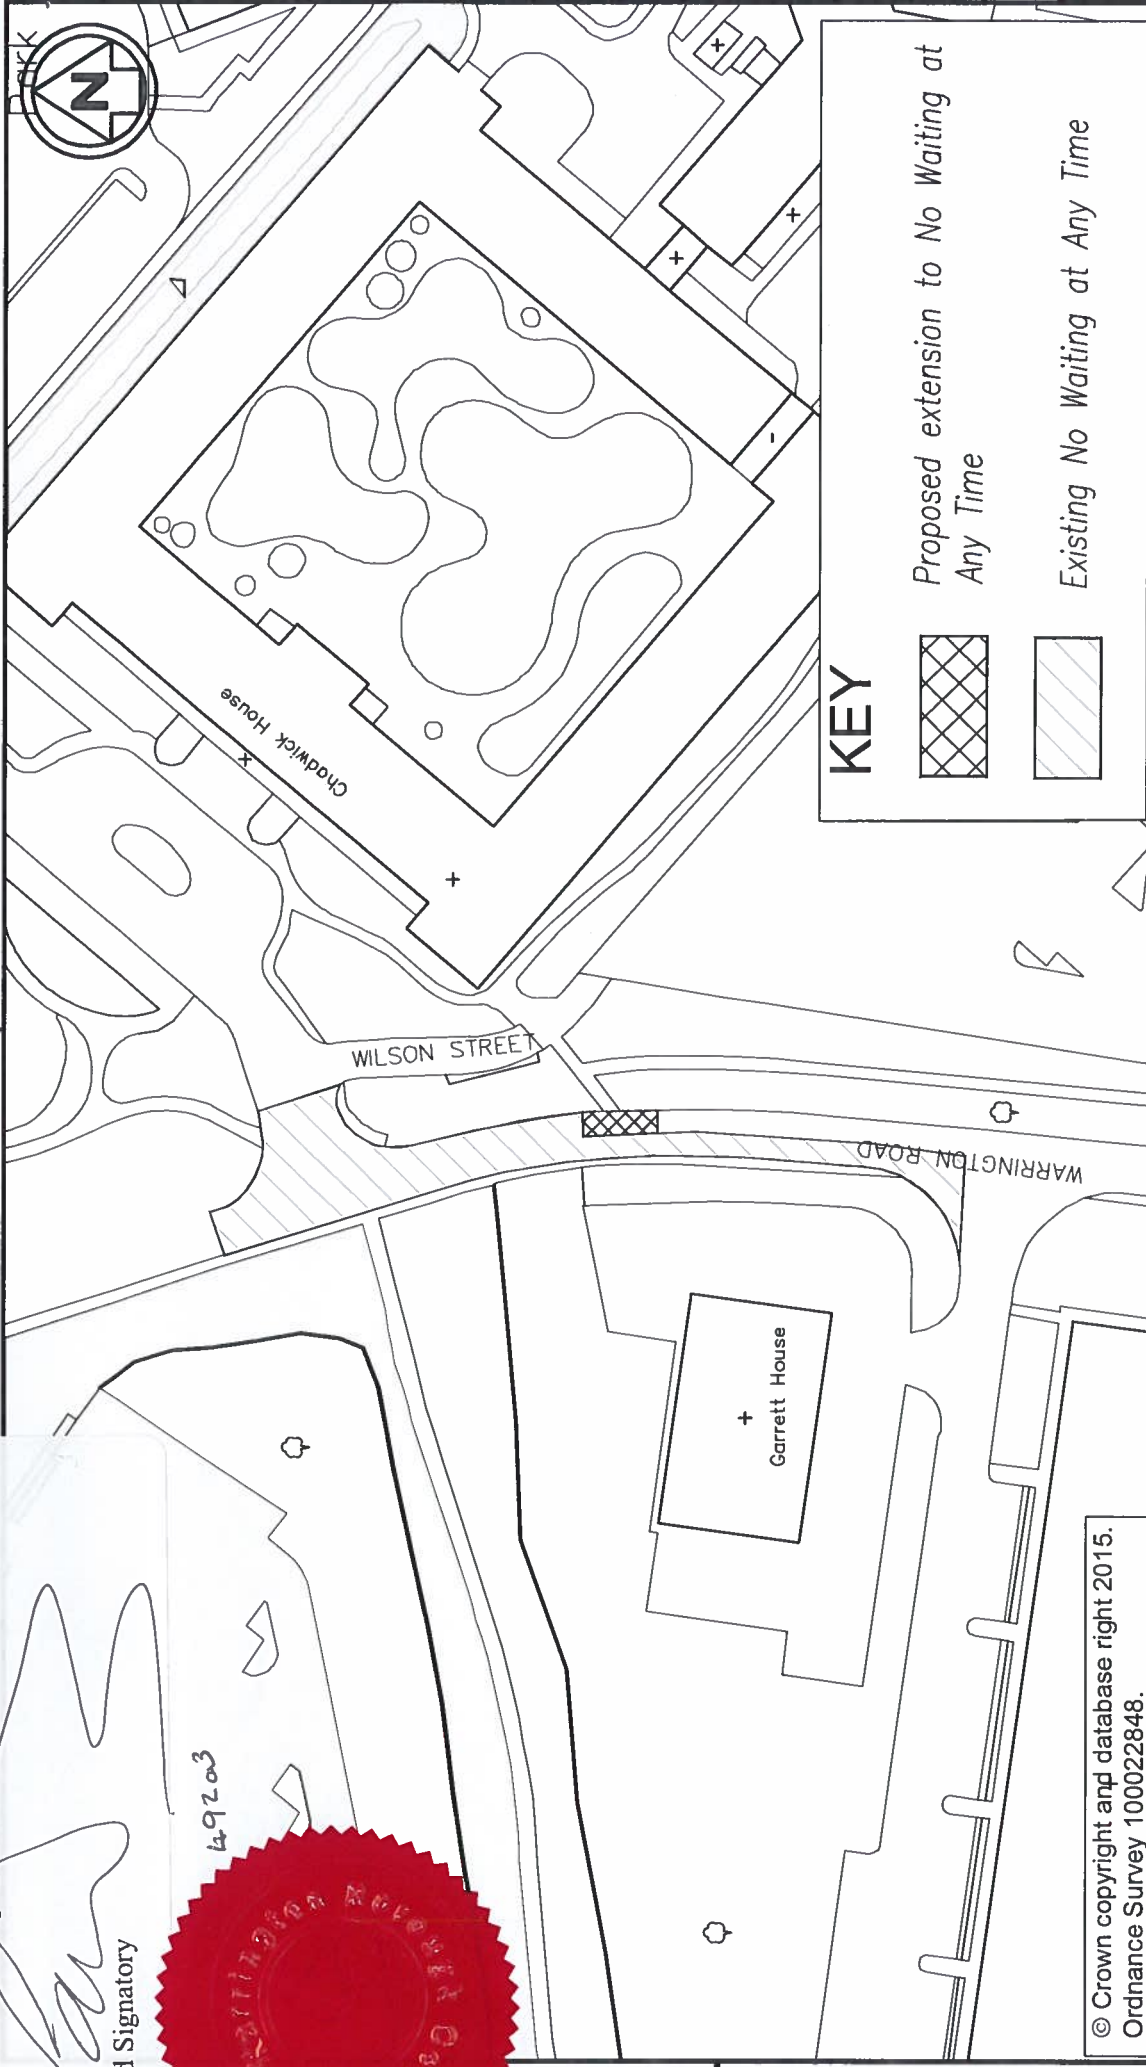 N
Chadwick House
WILSON STREET
WARRINGTON ROAD
Garrett House
KEY
Proposed extension to No Waiting at
Any Time
Existing No Waiting at Any Time
© Crown copyright and database right 2015.
Ordnance Survey 100022848.
Signatory
49203